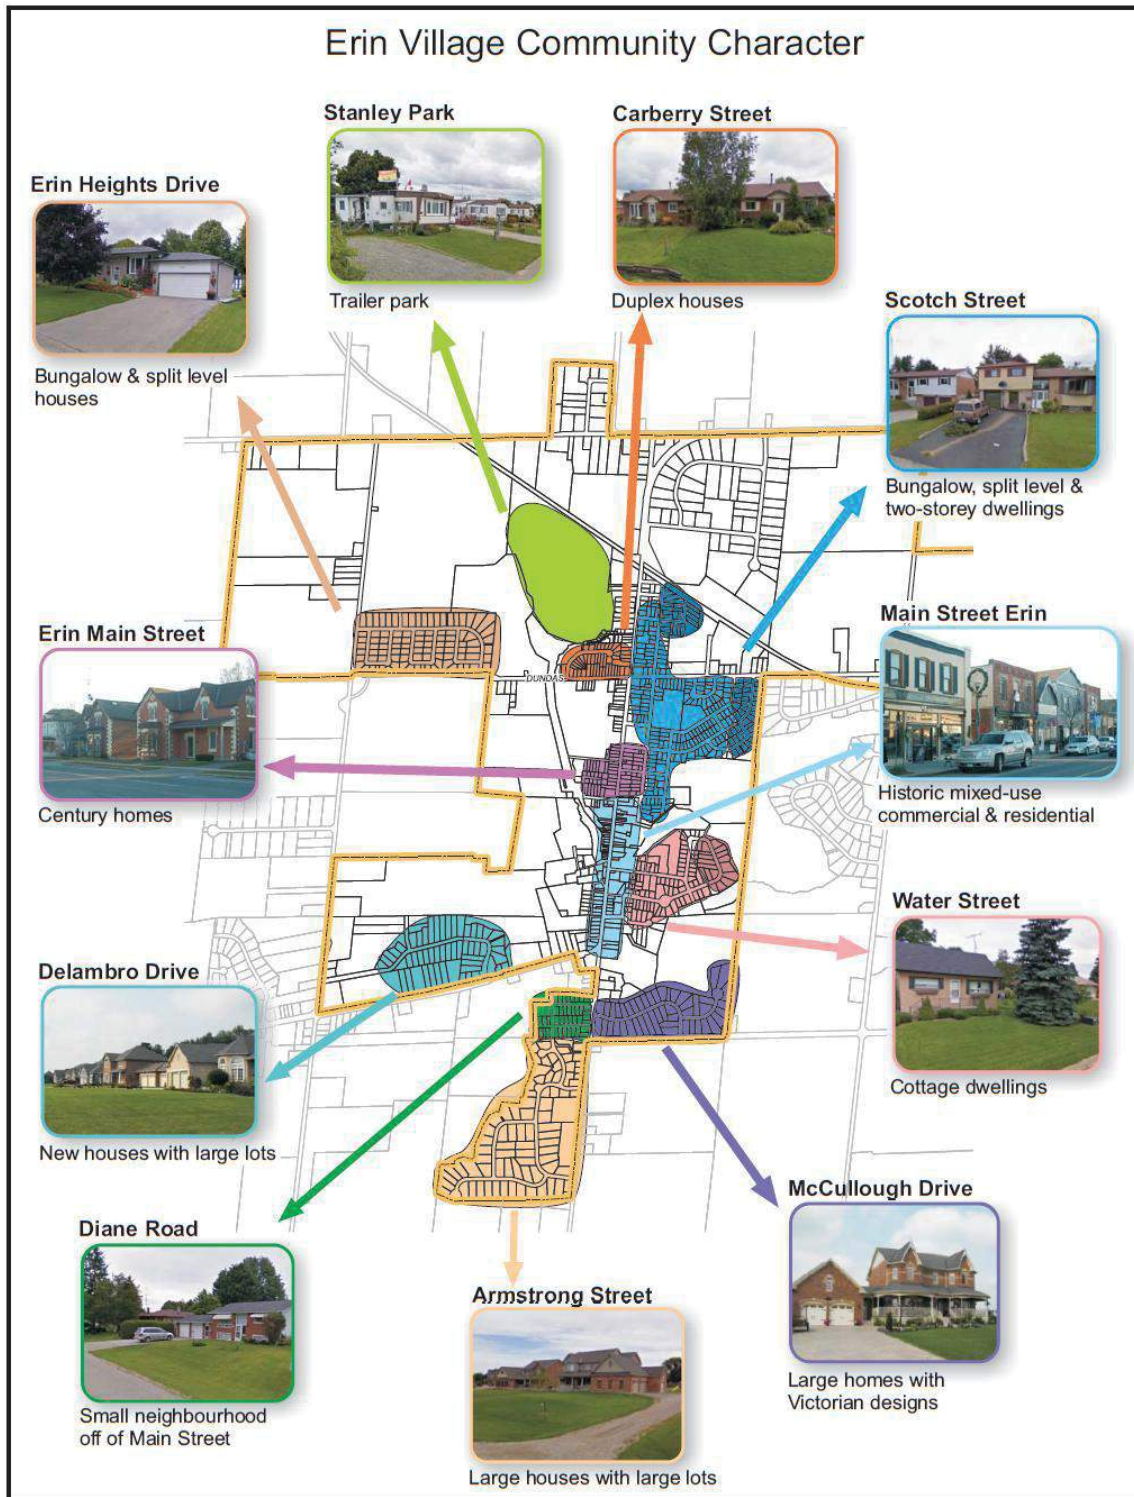 Erin Village Community Character
Stanley Park
Carberry Street
Erin Heights Drive
Trailer park
Duplex houses
Scotch Street
Bungalow & split level
houses
Bungalow, split level &
two-storey dwellings
Erin Main Street
Main Street Erin
DUNDAS
Century homes
Historic mixed-use
commercial & residential
Water Street
Delambro Drive
Cottage dwellings
New houses with large lots
McCullough Drive
Diane Road
Armstrong Street
Large homes with
Victorian designs
Small neighbourhood
off of Main Street
Large houses with large lots